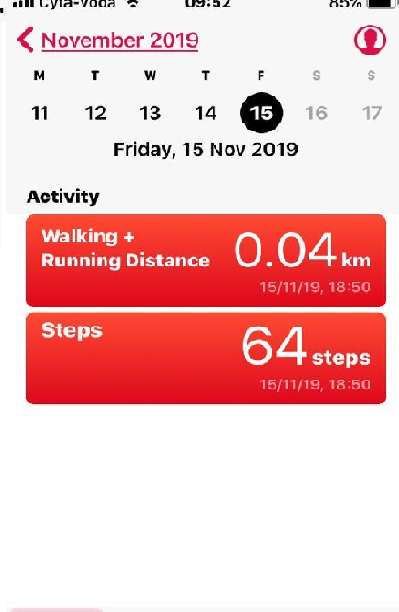 Cyta-Voda 09:52 85%
November 2019
M T W T F S S
11 12 13 14 15 16 17
Friday, 15 Nov 2019
Activity
Walking +
Running Distance 0.04 km
15/11/19, 18:50
Steps 64 steps
15/11/19, 18:50